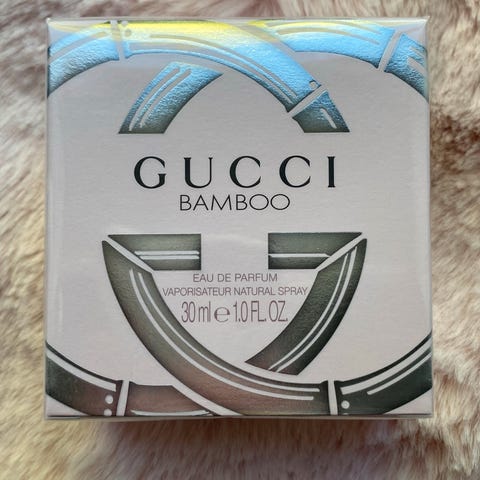 GUCCI
BAMBOO
EAU DE PARFUM
VAPORISATEUR NATURAL SPRAY
30 ml e 1.0 FL. OZ.